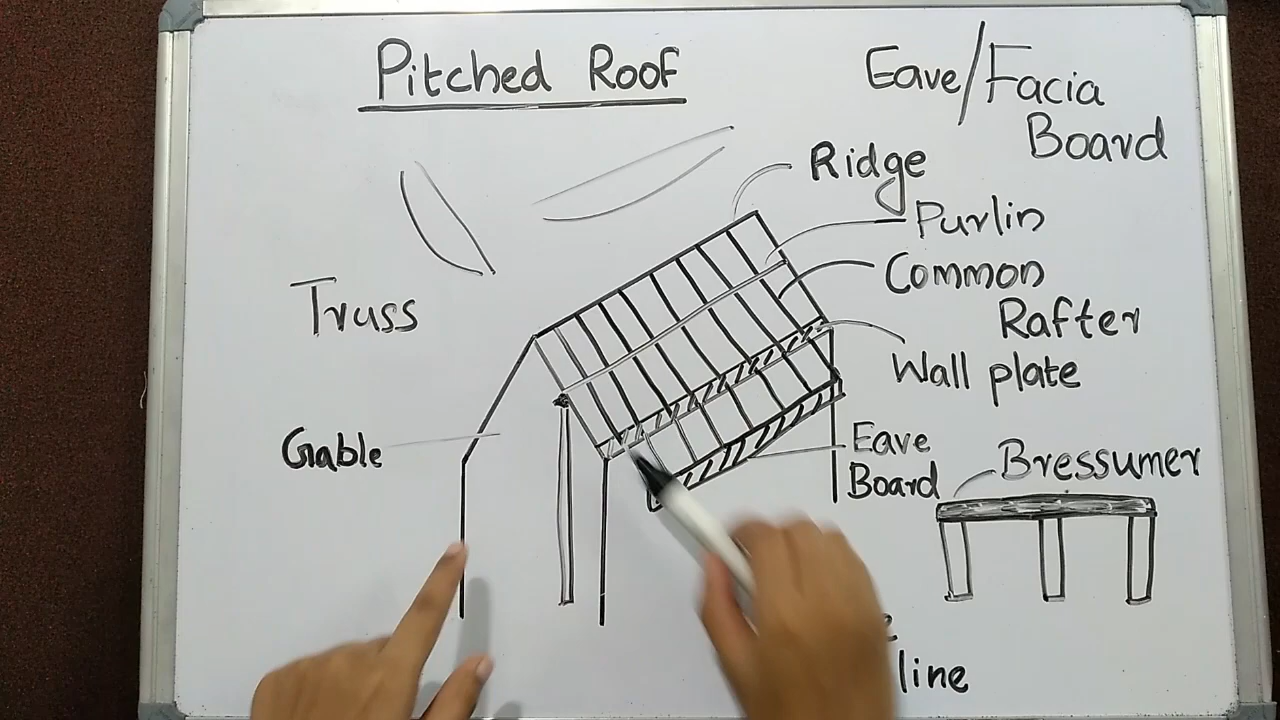 Pitched Roof
Eave/Facia
Board
Ridge
Purlin
Common
Rafter
Truss
Wall plate
Gable
Eave
Board
Bressumer
line